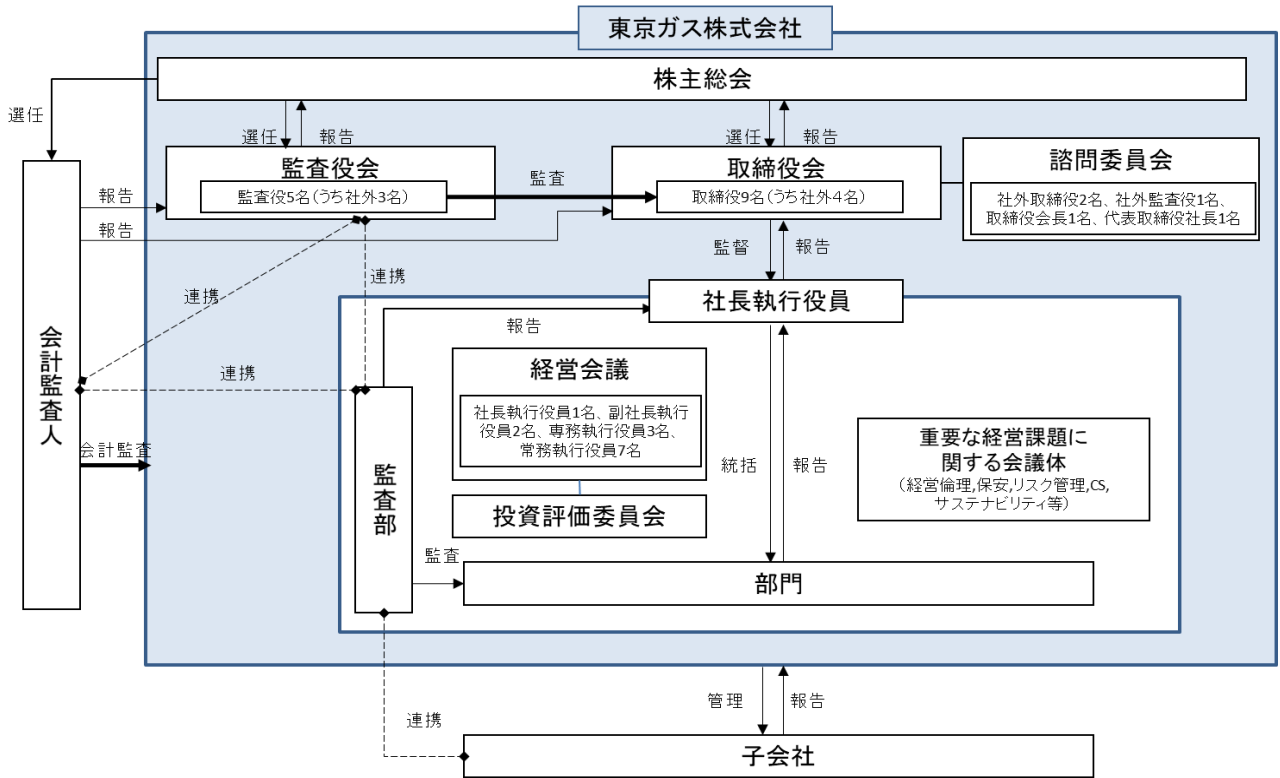 東京ガス株式会社
株主総会
選任
選任
報告
選任
報告
監査役会
監査役5名(うち社外3名)
監査
取締役会
取締役9名(うち社外4名)
諮問委員会
社外取締役2名、社外監査役1名、
取締役会長1名、代表取締役社長1名
報告
報告
監督
報告
連携
連携
社長執行役員
報告
会計監査人
連携
経営会議
社長執行役員1名、副社長執行
役員2名、専務執行役員3名、
常務執行役員7名
会計監査
監査部
統括
報告
重要な経営課題に
関する会議体
(経営倫理,保安,リスク管理,CS,
サステナビリティ等)
投資評価委員会
監査
部門
管理
報告
連携
子会社